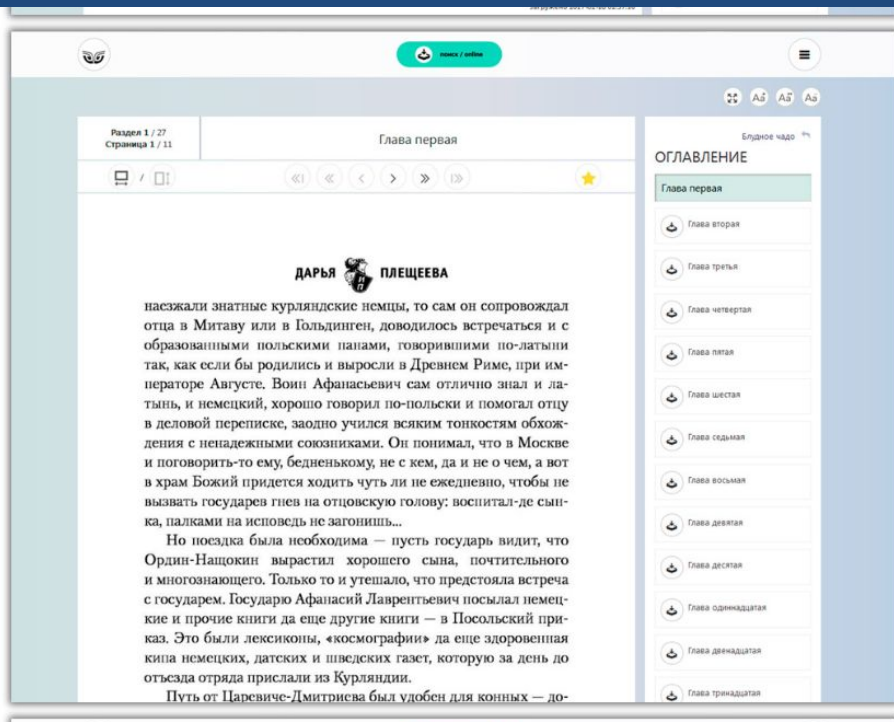 поиск / online
Раздел 1 / 27
Страница 1 / 11
Глава первая
ДАРЬЯ ПЛЕЩЕЕВА
наезжали знатные курляндские немцы, то сам он сопровождал
отца в Митаву или в Гольдинген, доводилось встречаться и с
образованными польскими панами, говорившими по-латыни
так, как если бы родились и выросли в Древнем Риме, при им-
ператоре Августе. Воин Афанасьевич сам отлично знал и ла-
тынь, и немецкий, хорошо говорил по-польски и помогал отцу
в деловой переписке, заодно учился всяким тонкостям обхож-
дения с ненадежными союзниками. Он понимал, что в Москве
и поговорить-то ему, бедненькому, не с кем, да и не о чем, а вот
в храм Божий придется ходить чуть ли не ежедневно, чтобы не
вызвать государев гнев на отцовскую голову: воспитал-де сын-
ка, палками на исповедь не загонишь...
Но поездка была необходима — пусть государь видит, что
Ордин-Нащокин вырастил хорошего сына, почтительного
и многознающего. Только то и утешало, что предстояла встреча
с государем. Государю Афанасий Лаврентьевич посылал немец-
кие и прочие книги да еще другие книги — в Посольский при-
каз. Это были лексиконы, «космографии» да еще здоровенная
кипа немецких, датских и шведских газет, которую за день до
отъезда отряда прислали из Курляндии.
Путь от Царевиче-Дмитриева был удобен для конных — до-
Блудное чадо
ОГЛАВЛЕНИЕ
Глава первая
Глава вторая
Глава третья
Глава четвертая
Глава пятая
Глава шестая
Глава седьмая
Глава восьмая
Глава девятая
Глава десятая
Глава одиннадцатая
Глава двенадцатая
Глава тринадцатая